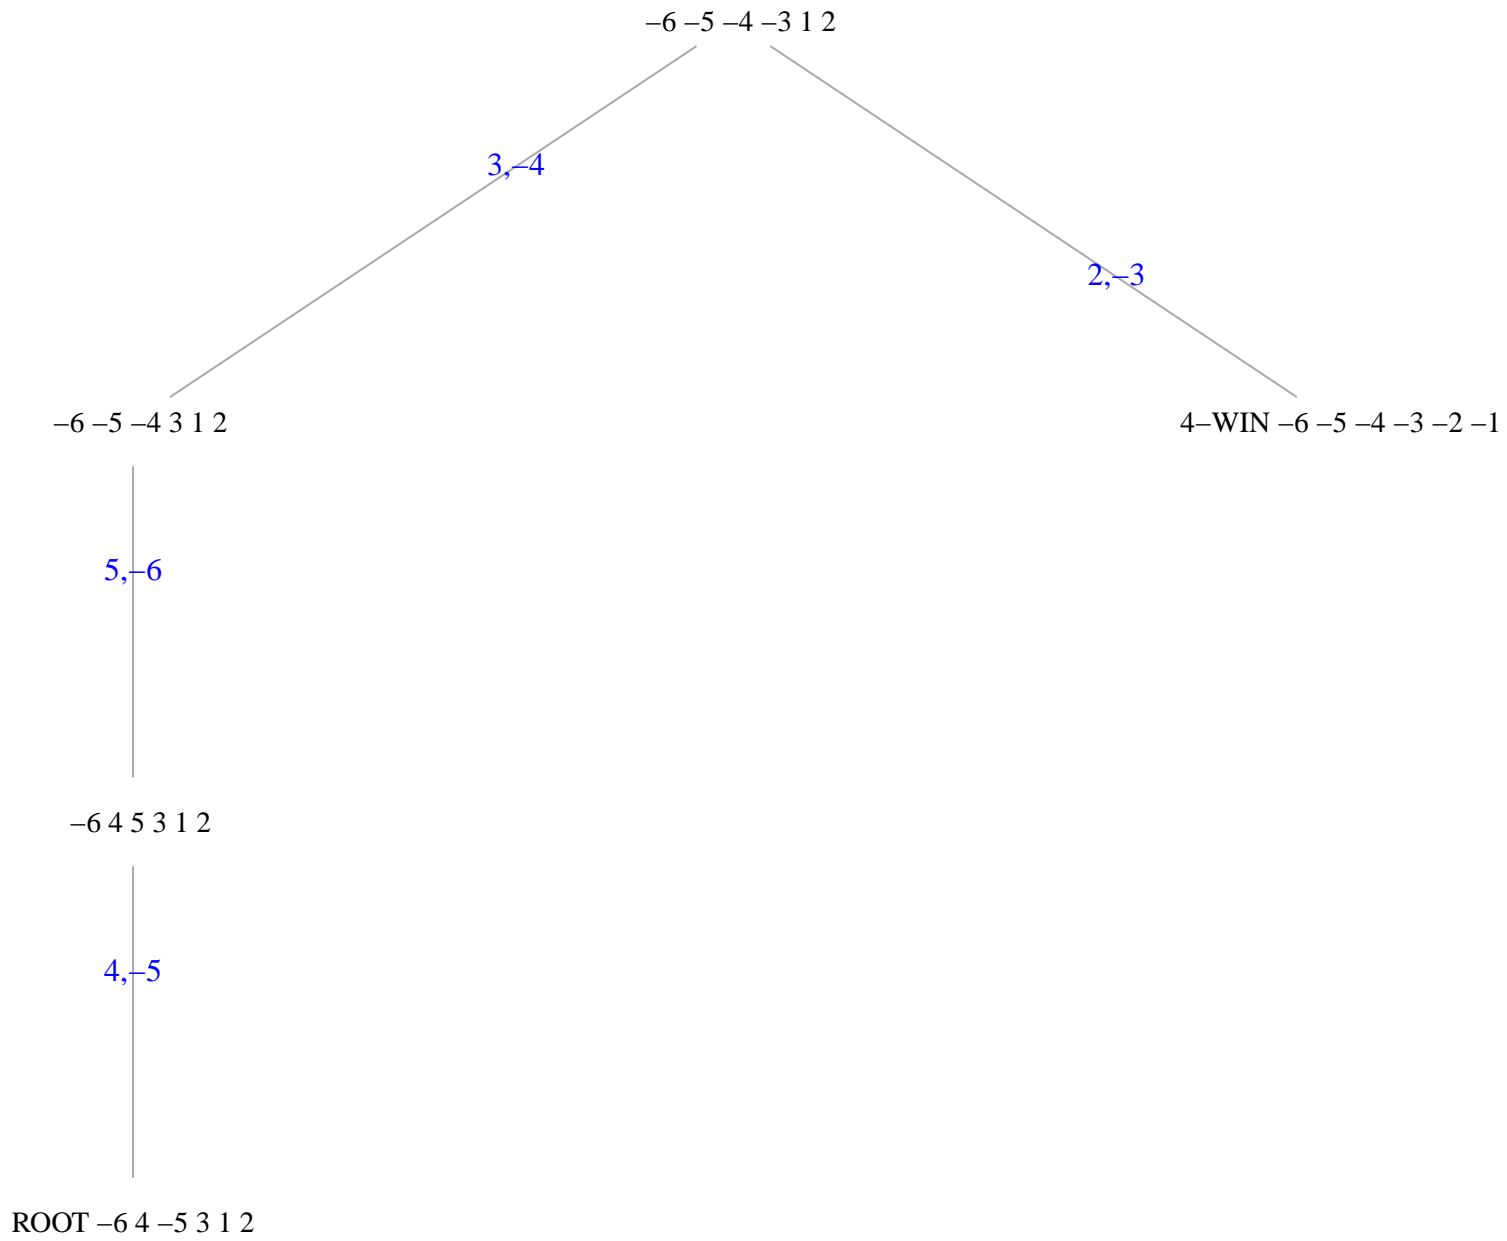 –6 –5 –4 –3 1 2
3,–4
2,–3
–6 –5 –4 3 1 2
4–WIN –6 –5 –4 –3 –2 –1
5,–6
–6 4 5 3 1 2
4,–5
ROOT –6 4 –5 3 1 2